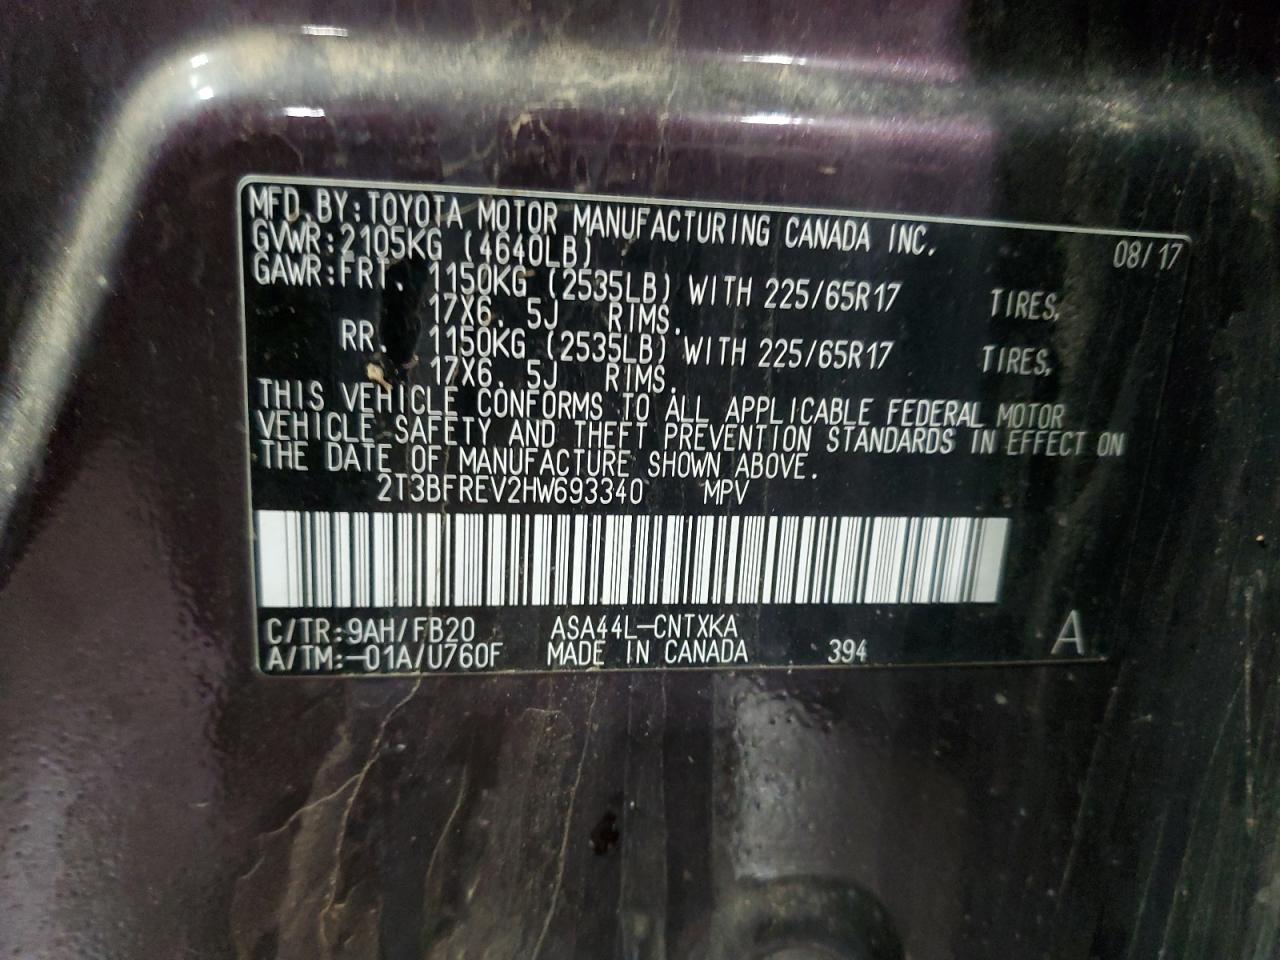 MFD.BY:TOYOTA MOTOR MANUFACTURING CANADA INC. 08/17
GVWR:2105KG (4640LB)
GAWR:FRT. 1150KG (2535LB) WITH 225/65R17 TIRES,
17X6.5J RIMS.
RR. 1150KG (2535LB) WITH 225/65R17 TIRES,
17X6.5J RIMS.
THIS VEHICLE CONFORMS TO ALL APPLICABLE FEDERAL MOTOR
VEHICLE SAFETY AND THEFT PREVENTION STANDARDS IN EFFECT ON
THE DATE OF MANUFACTURE SHOWN ABOVE.
2T3BFREV2HW693340 MPV
C/TR:9AH/FB20 ASA44L-CNTXKA A
A/TM:-01A/U760F MADE IN CANADA 394